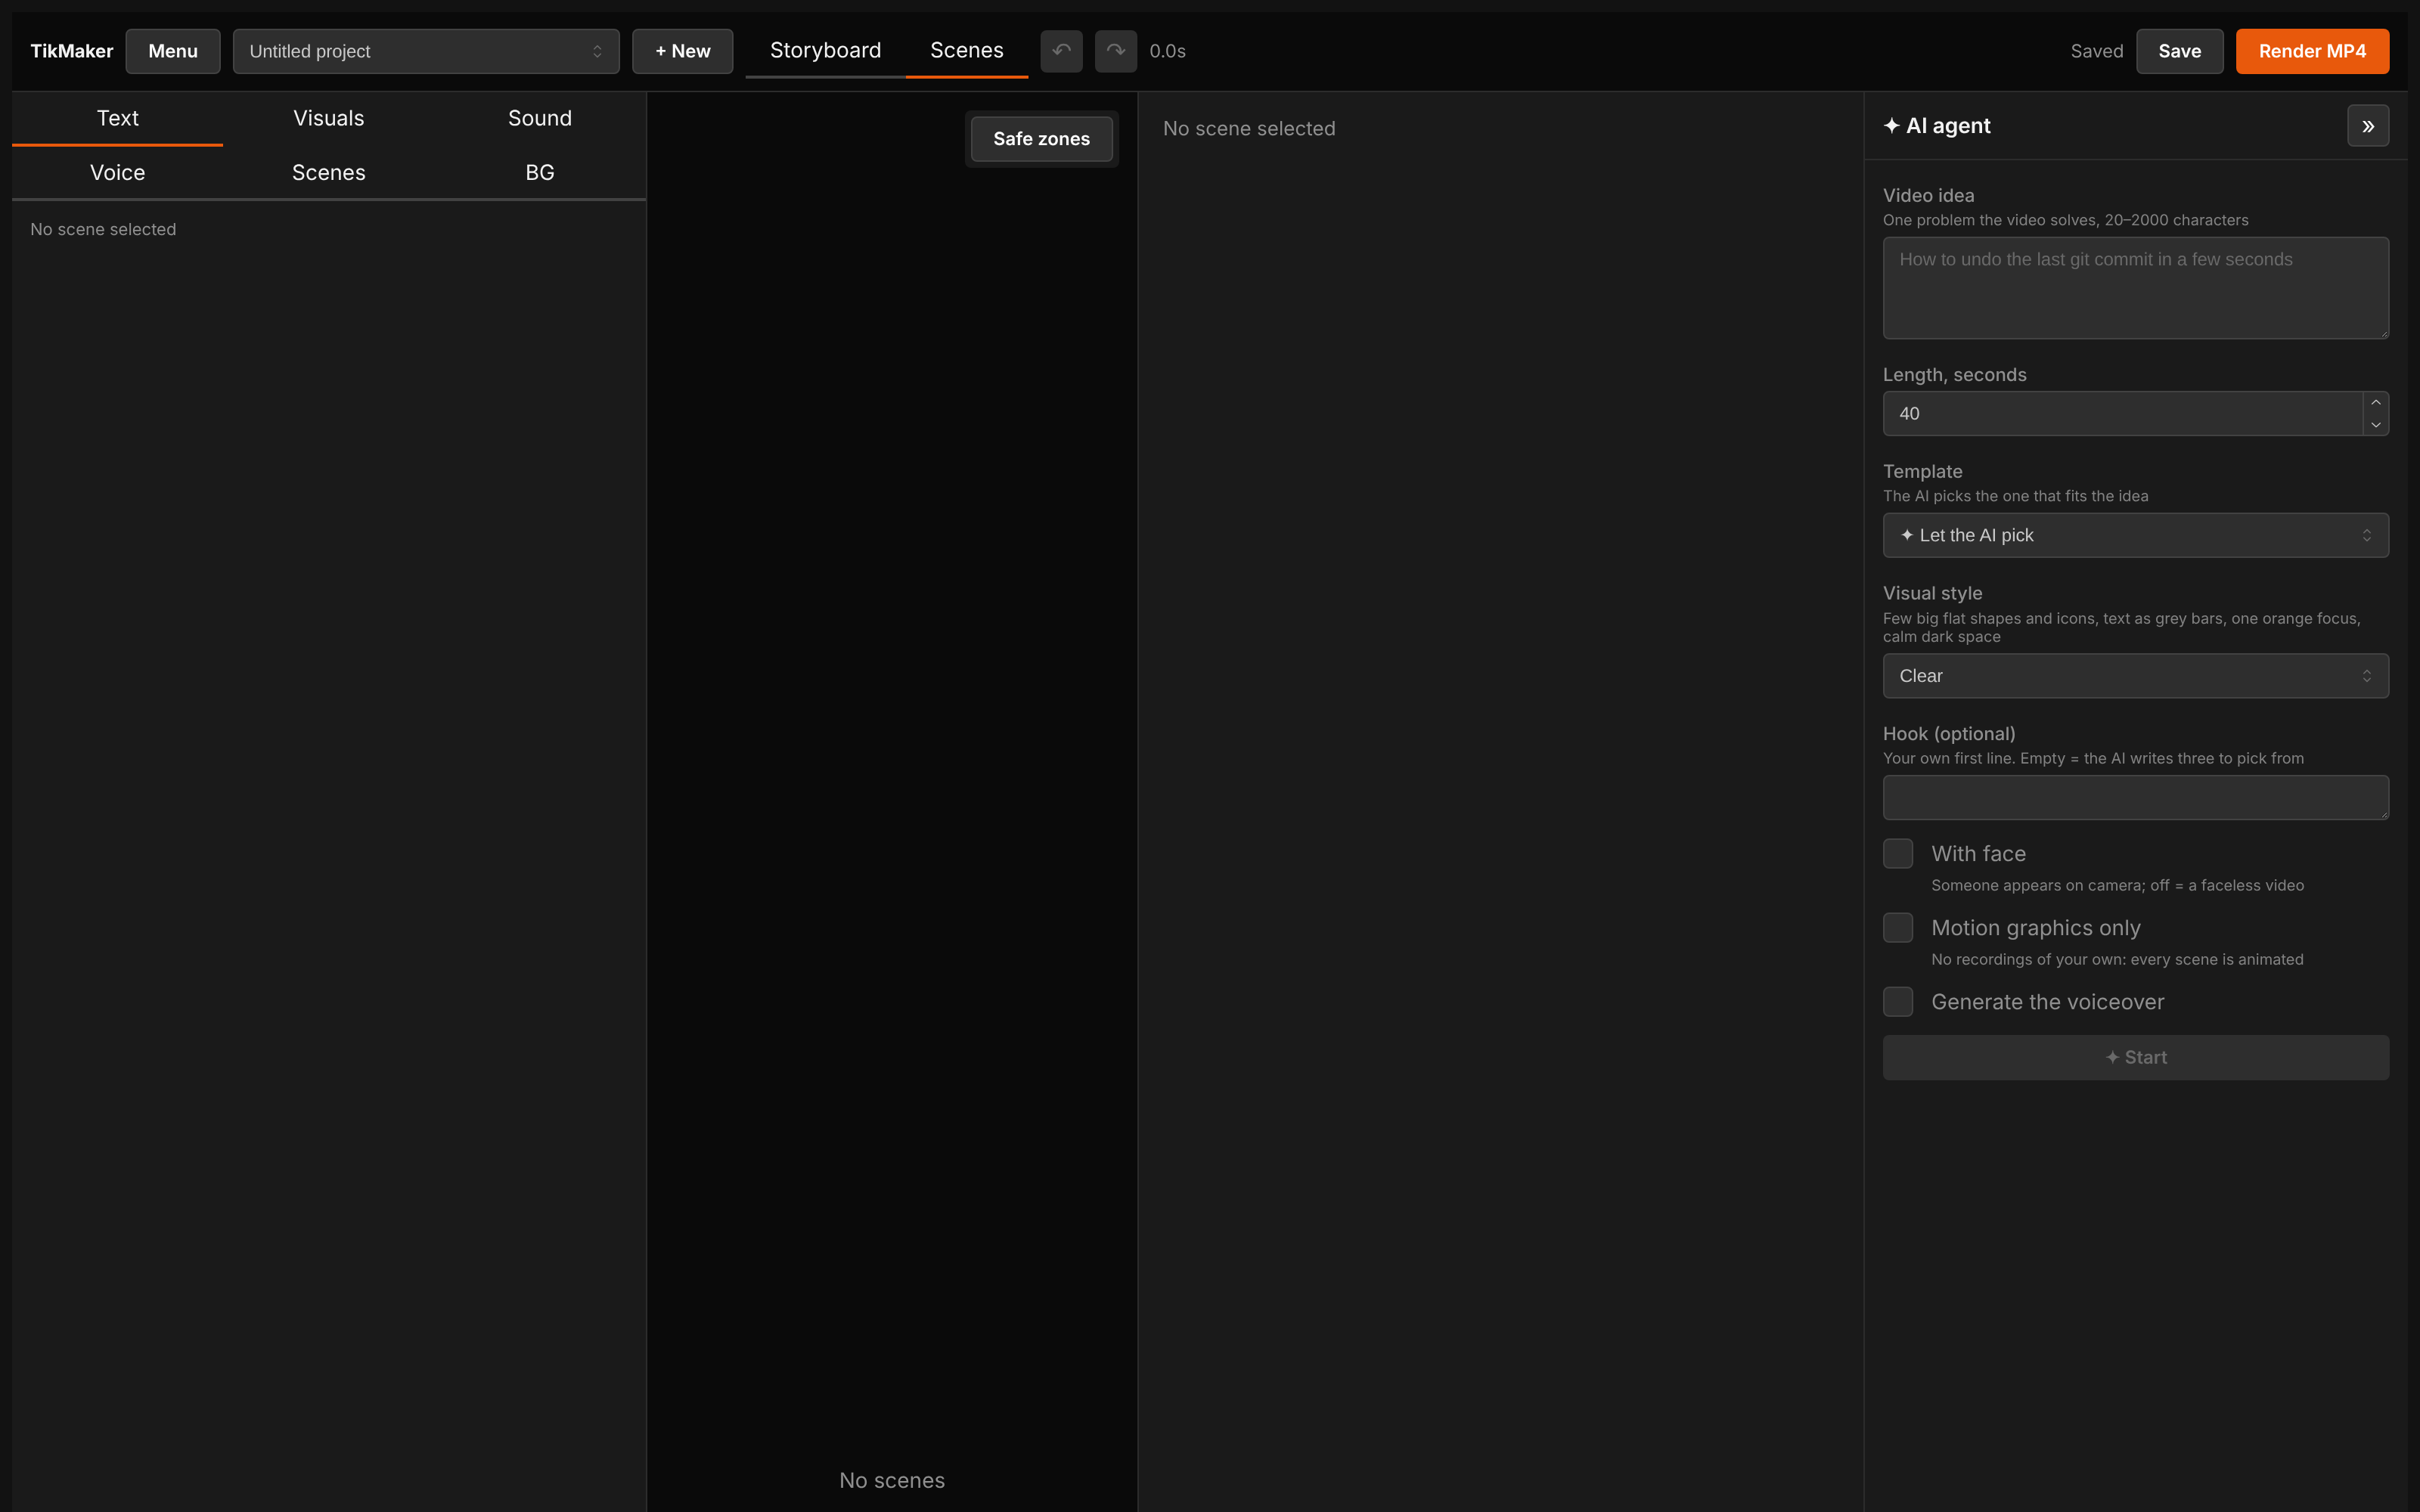 TikMaker Menu Untitled project + New Storyboard Scenes 0.0s Saved Save Render MP4
Text Visuals Sound
Voice Scenes BG
No scene selected
Safe zones
No scenes
No scene selected
✦ AI agent »
Video idea
One problem the video solves, 20–2000 characters
How to undo the last git commit in a few seconds
Length, seconds
40
Template
The AI picks the one that fits the idea
✦ Let the AI pick
Visual style
Few big flat shapes and icons, text as grey bars, one orange focus,
calm dark space
Clear
Hook (optional)
Your own first line. Empty = the AI writes three to pick from
With face
Someone appears on camera; off = a faceless video
Motion graphics only
No recordings of your own: every scene is animated
Generate the voiceover
✦ Start